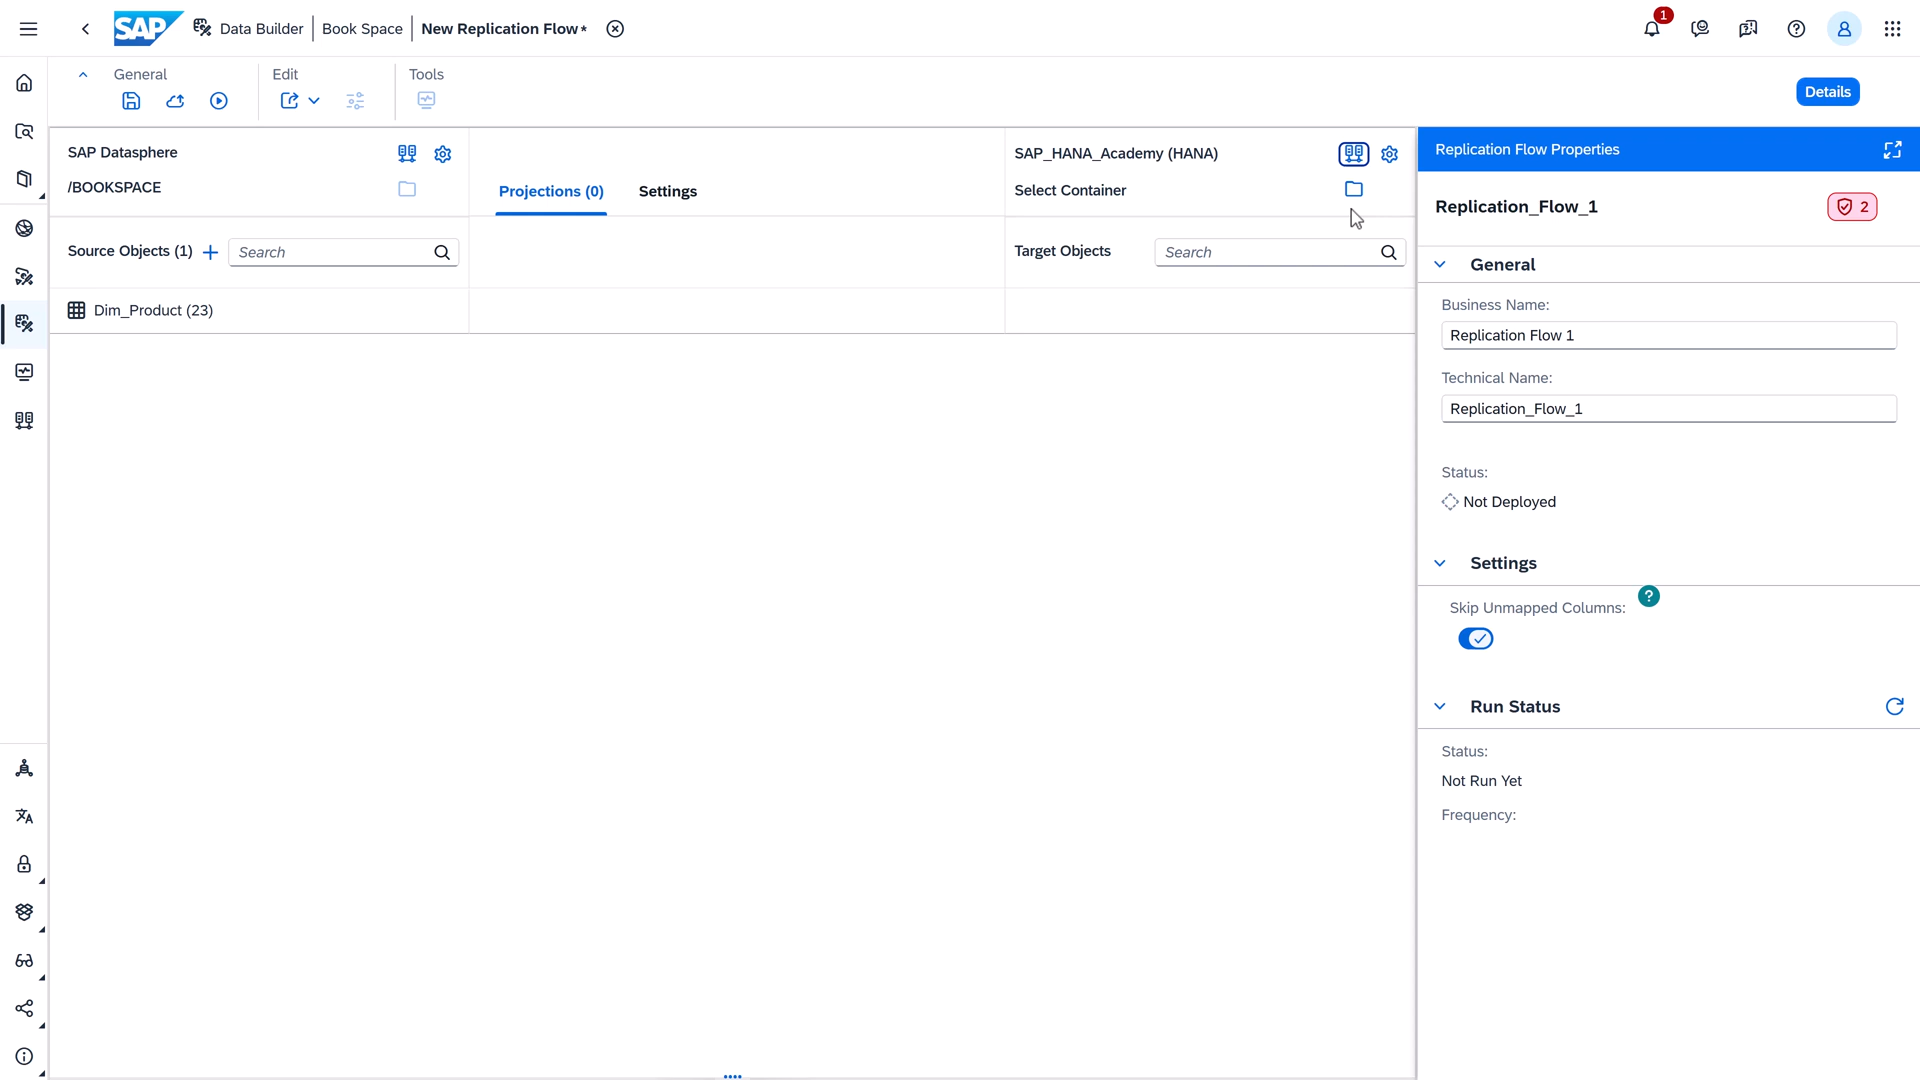 SAP Data Builder Book Space New Replication Flow*
1
General
Edit
Tools
Details
SAP Datasphere
/BOOKSPACE
Projections (0)
Settings
SAP_HANA_Academy (HANA)
Select Container
Source Objects (1)
Search
Target Objects
Search
Dim_Product (23)
Replication Flow Properties
Replication_Flow_1
2
General
Business Name:
Replication Flow 1
Technical Name:
Replication_Flow_1
Status:
Not Deployed
Settings
Skip Unmapped Columns:
?
Run Status
Status:
Not Run Yet
Frequency: